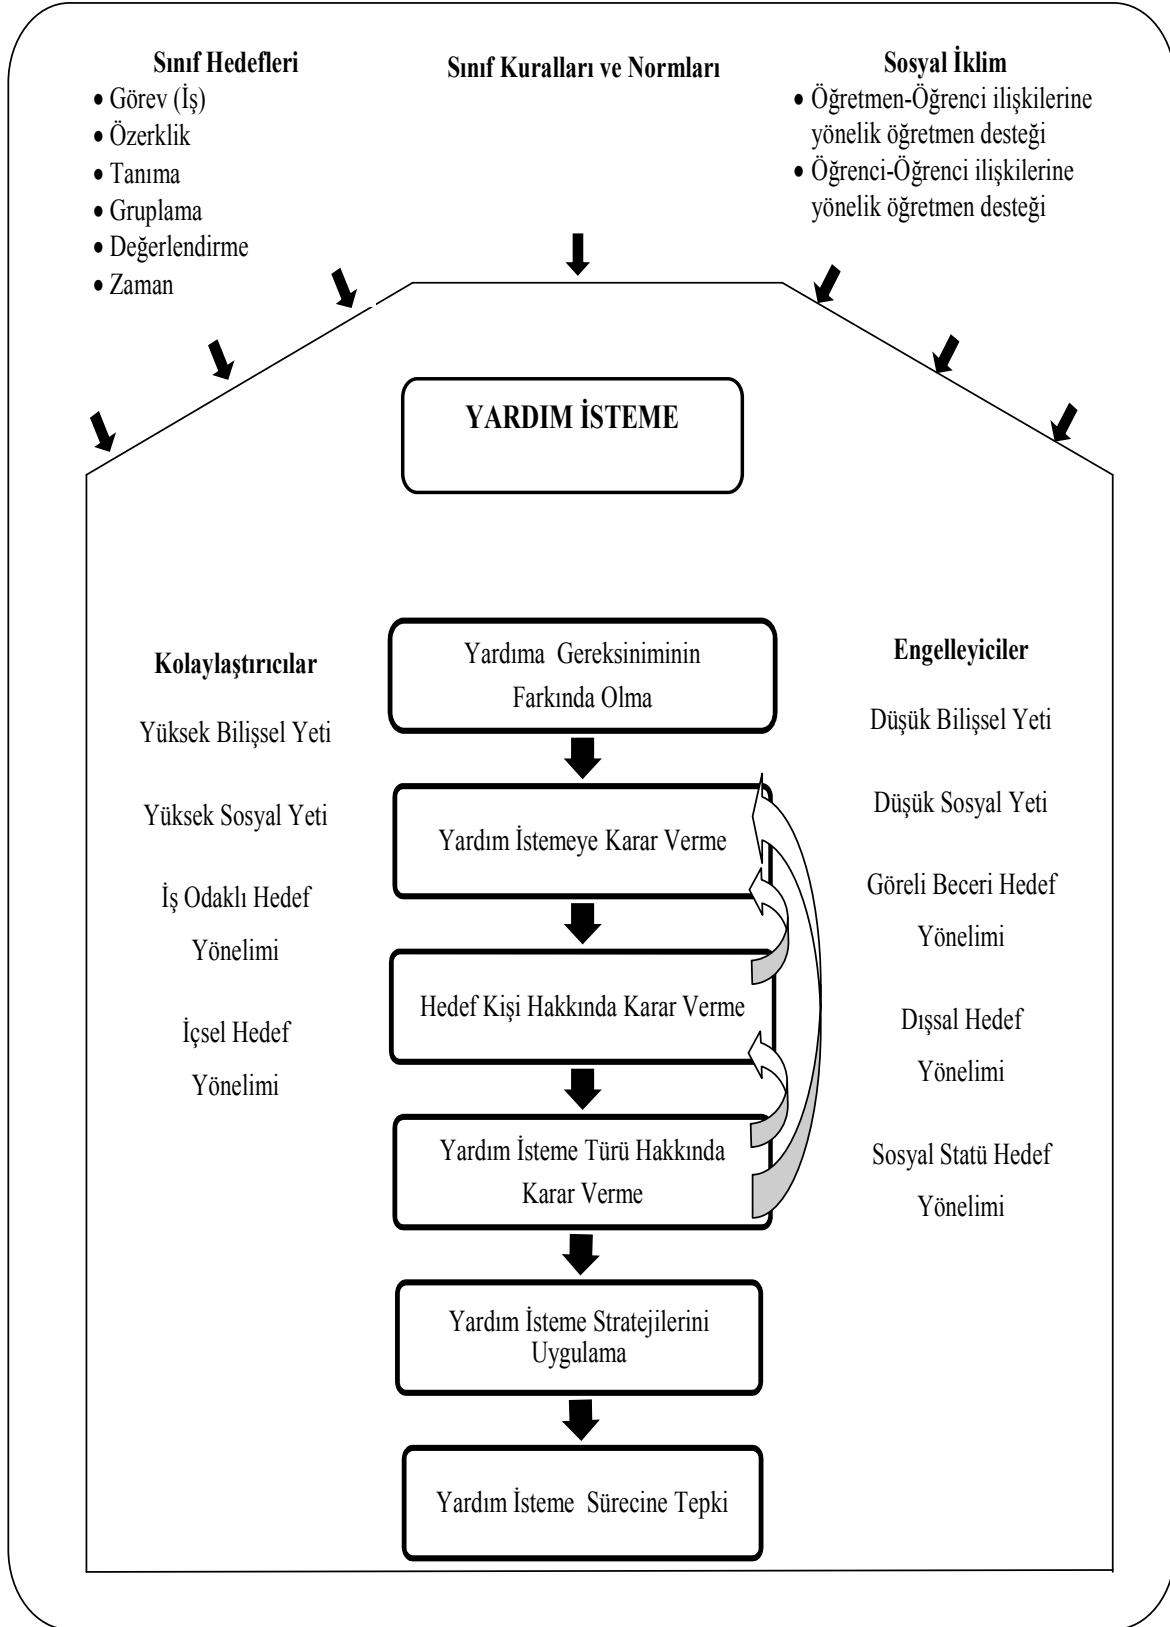 Sınıf Hedefleri
• Görev (İş)
• Özerklik
• Tanıma
• Gruplama
• Değerlendirme
• Zaman
Sınıf Kuralları ve Normları
Sosyal İklim
• Öğretmen-Öğrenci ilişkilerine
yönelik öğretmen desteği
• Öğrenci-Öğrenci ilişkilerine
yönelik öğretmen desteği
YARDIM İSTEME
Kolaylaştırıcılar
Yüksek Bilişsel Yeti
Yüksek Sosyal Yeti
İş Odaklı Hedef
Yönelimi
İçsel Hedef
Yönelimi
Yardıma Gereksiniminin
Farkında Olma
Yardım İstemeye Karar Verme
Hedef Kişi Hakkında Karar Verme
Yardım İsteme Türü Hakkında
Karar Verme
Yardım İsteme Stratejilerini
Uygulama
Yardım İsteme Sürecine Tepki
Engelleyiciler
Düşük Bilişsel Yeti
Düşük Sosyal Yeti
Göreli Beceri Hedef
Yönelimi
Dışsal Hedef
Yönelimi
Sosyal Statü Hedef
Yönelimi